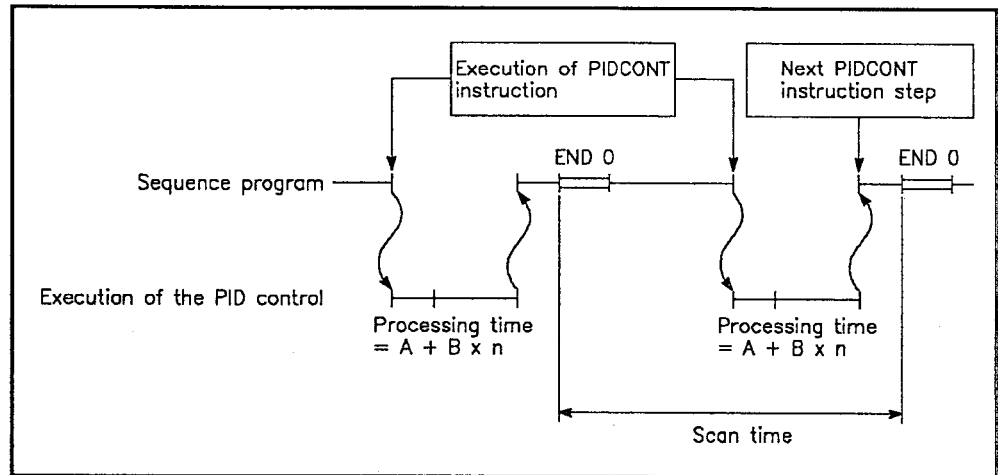 Execution of PIDCONT
instruction
Next PIDCONT
instruction step
END 0
END 0
Sequence program
Execution of the PID control
Processing time
= A + B x n
Processing time
= A + B x n
Scan time